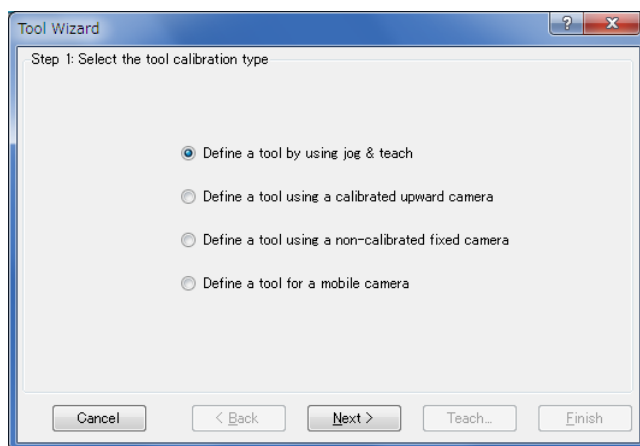 Tool Wizard
Step 1: Select the tool calibration type
Define a tool by using jog & teach
Define a tool using a calibrated upward camera
Define a tool using a non-calibrated fixed camera
Define a tool for a mobile camera
Cancel
< Back
Next >
Teach...
Finish